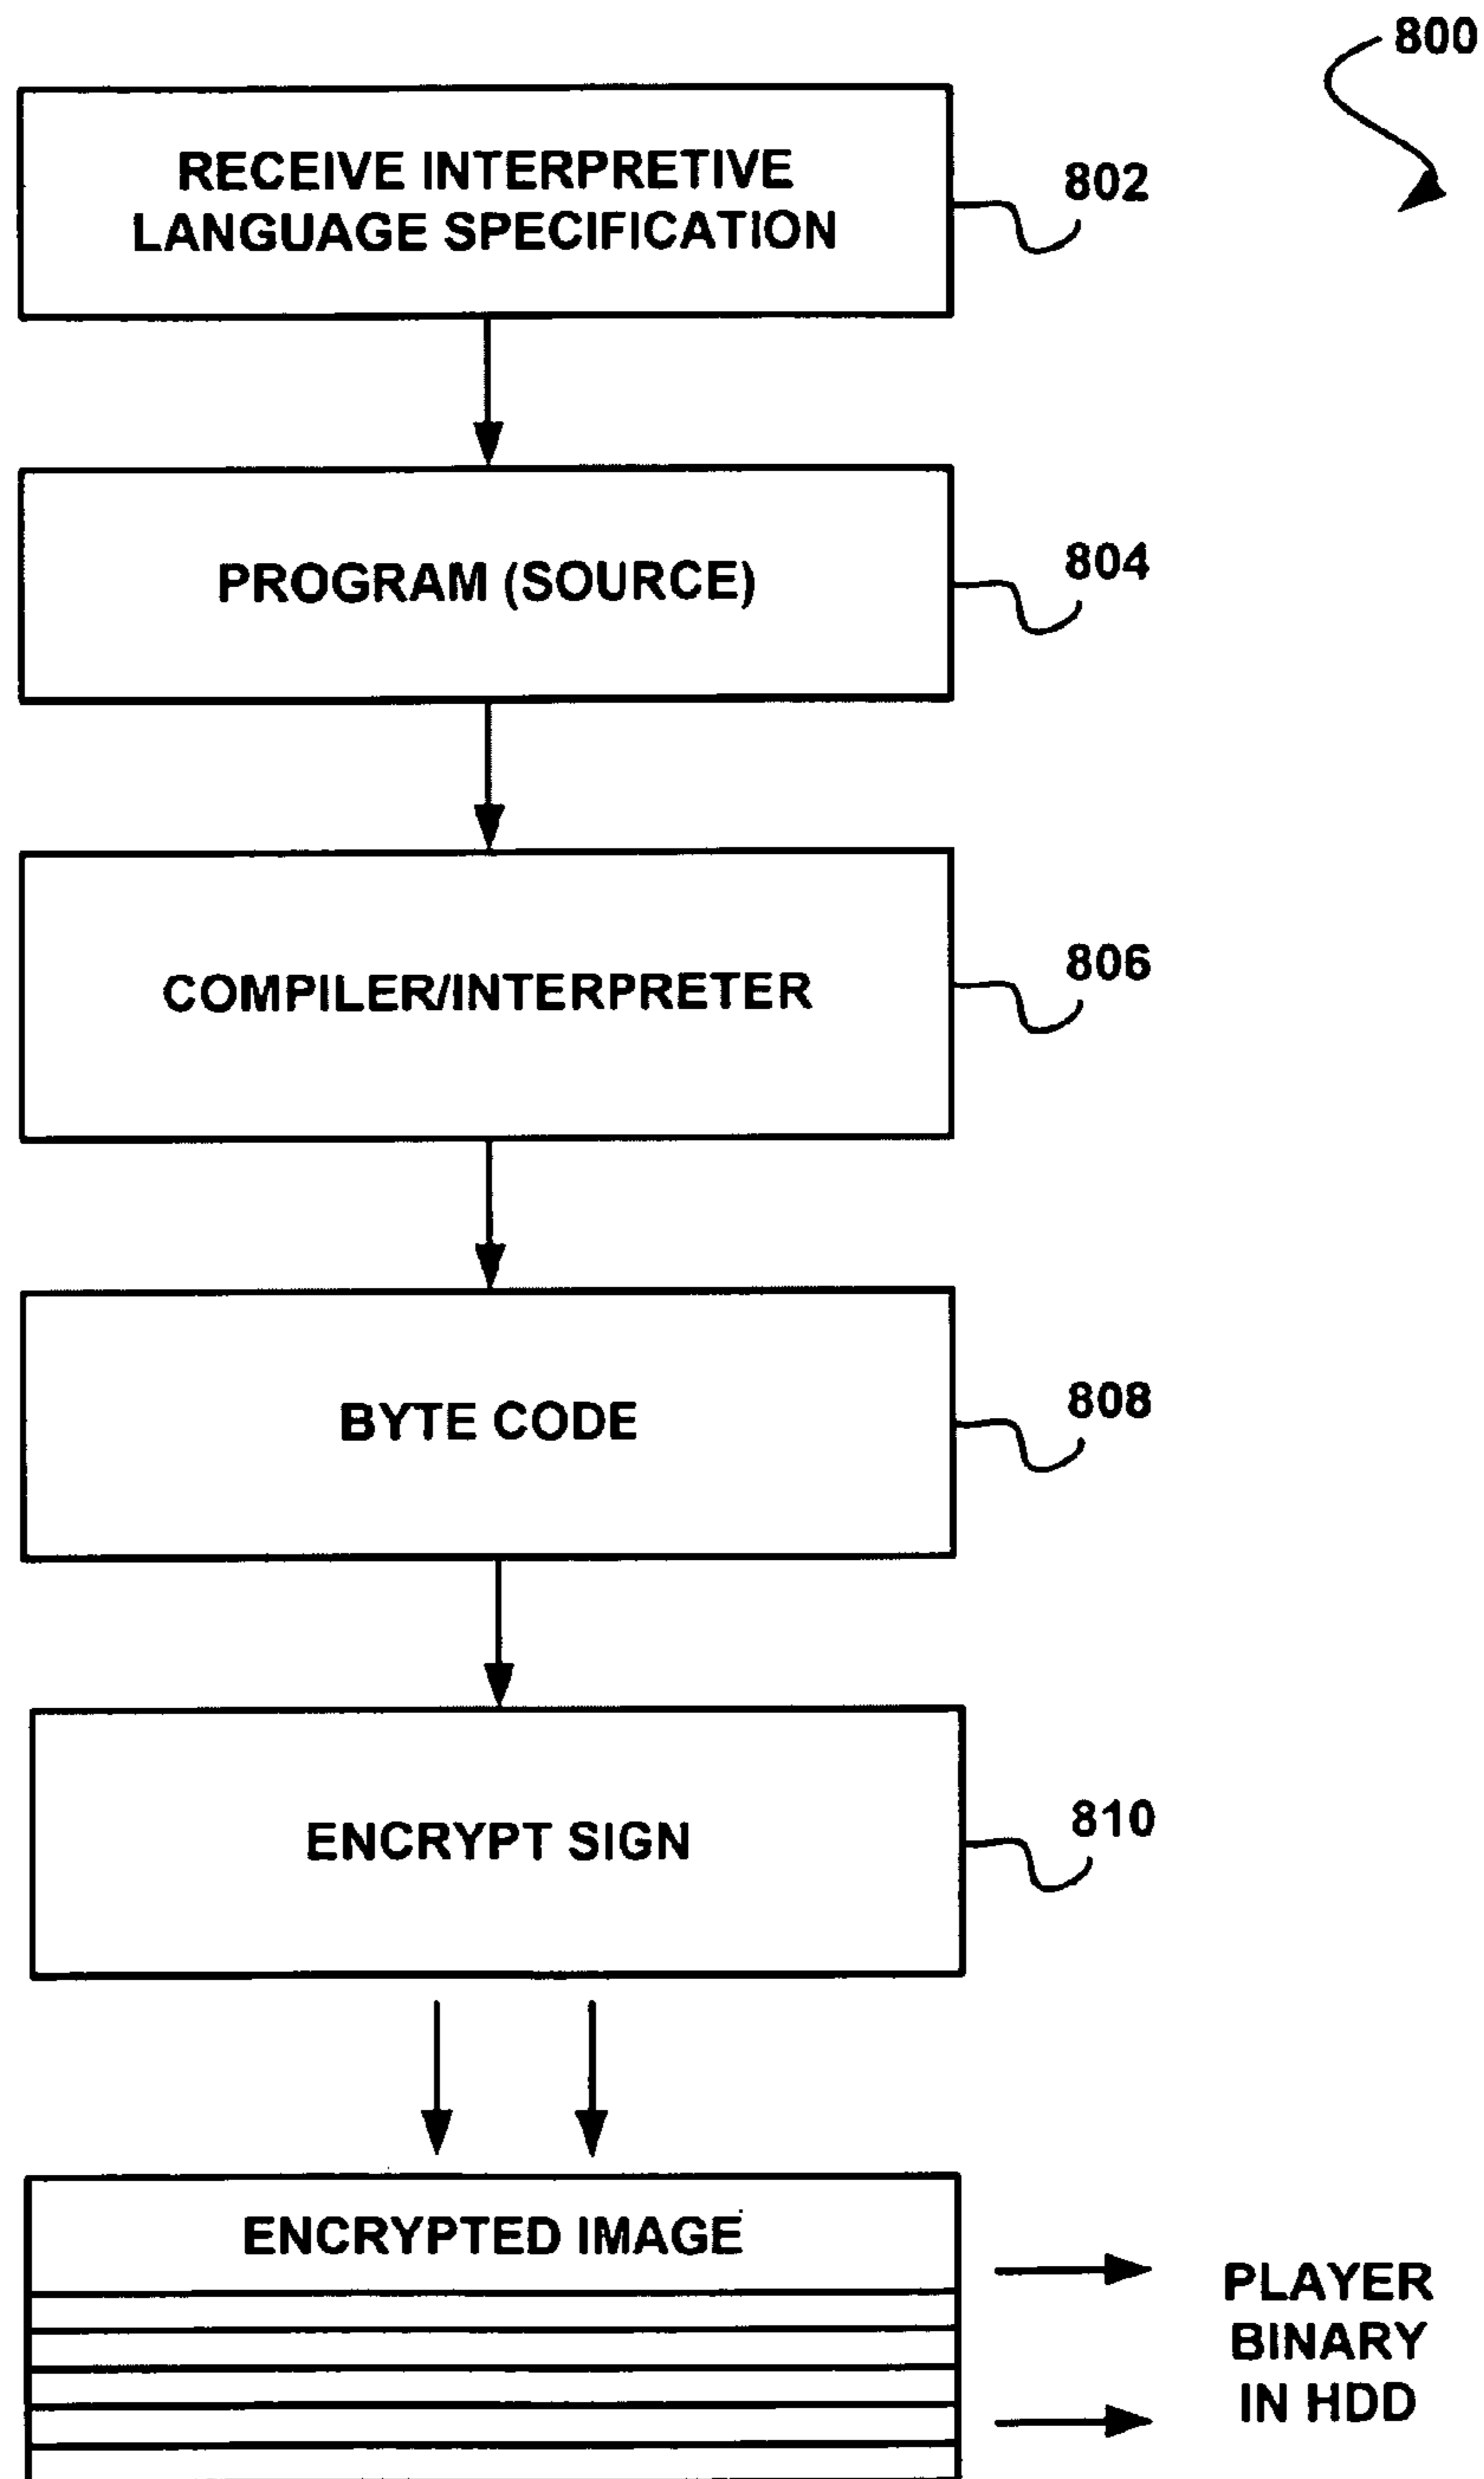 800
RECEIVE INTERPRETIVE
LANGUAGE SPECIFICATION
802
PROGRAM (SOURCE)
804
COMPILER/INTERPRETER
806
BYTE CODE
808
ENCRYPT SIGN
810
ENCRYPTED IMAGE
PLAYER
BINARY
IN HDD